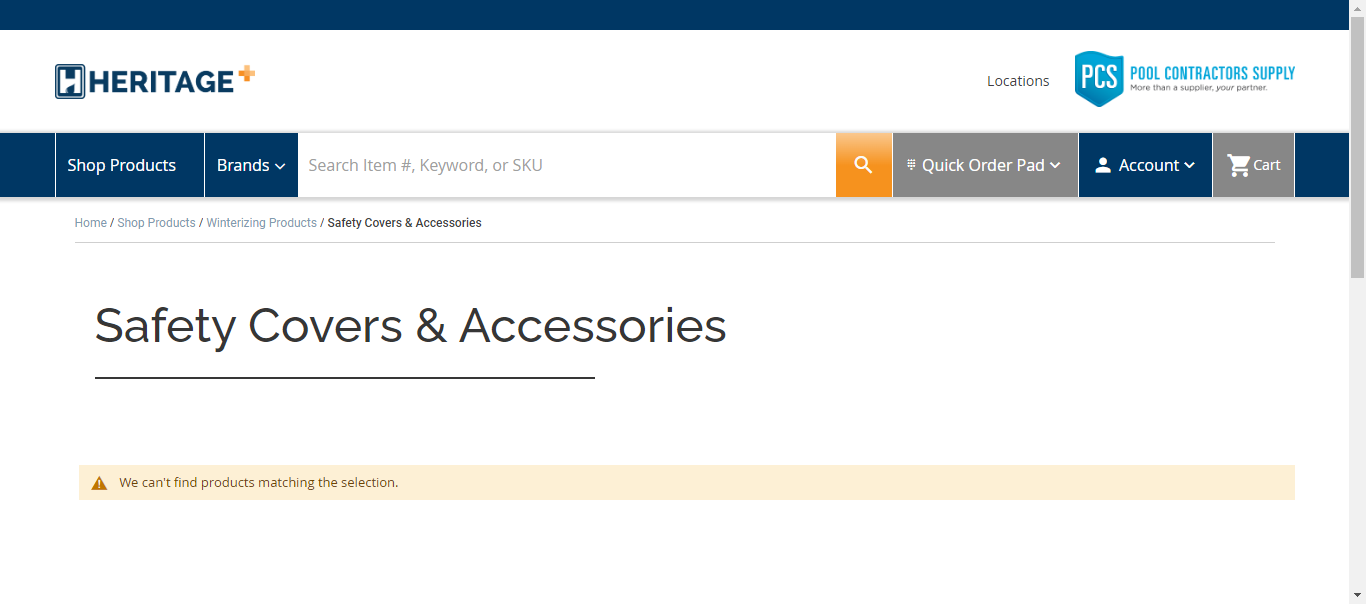 HERITAGE
Locations
PCS
POOL CONTRACTORS SUPPLY
More than a supplier, your partner.
Shop Products
Brands
Search Item #, Keyword, or SKU
Quick Order Pad
Account
Cart
Home / Shop Products / Winterizing Products / Safety Covers & Accessories
Safety Covers & Accessories
We can't find products matching the selection.